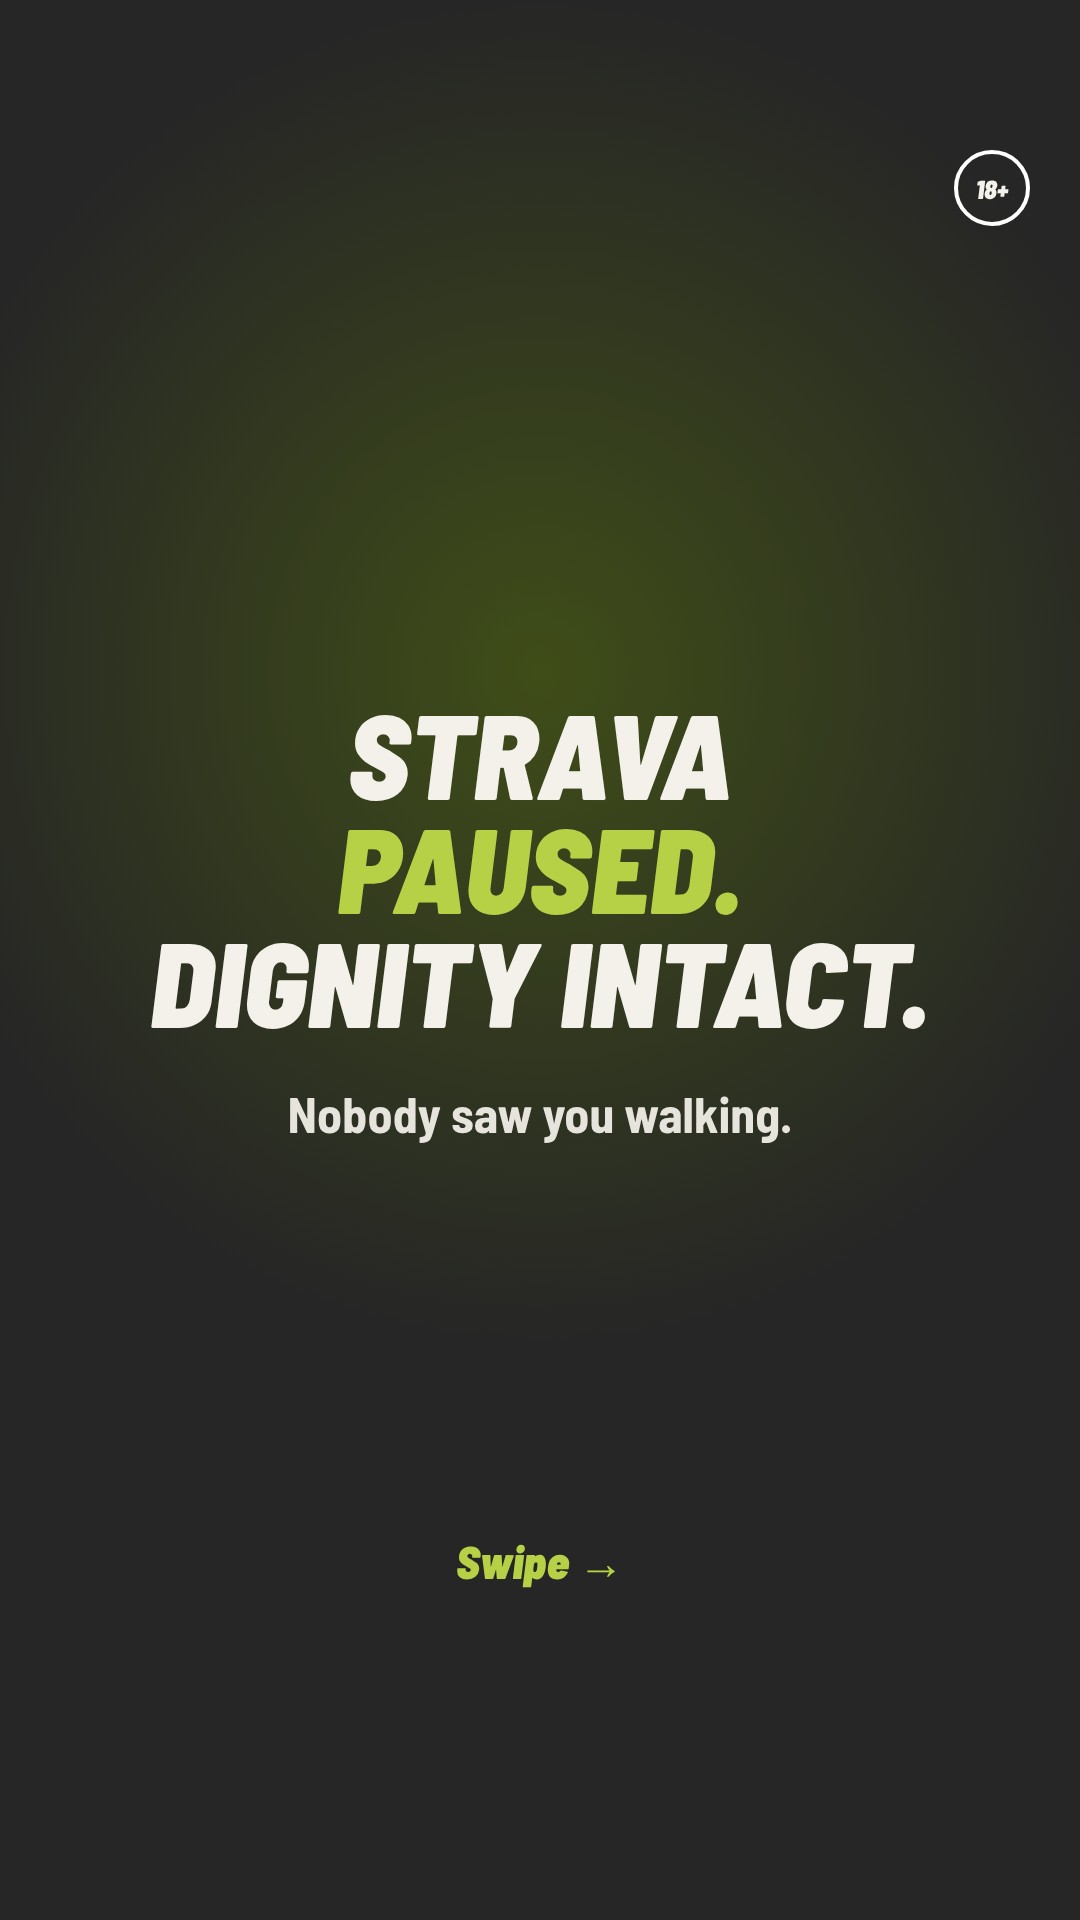 18+
STRAVA
PAUSED.
DIGNITY INTACT.
Nobody saw you walking.
Swipe →